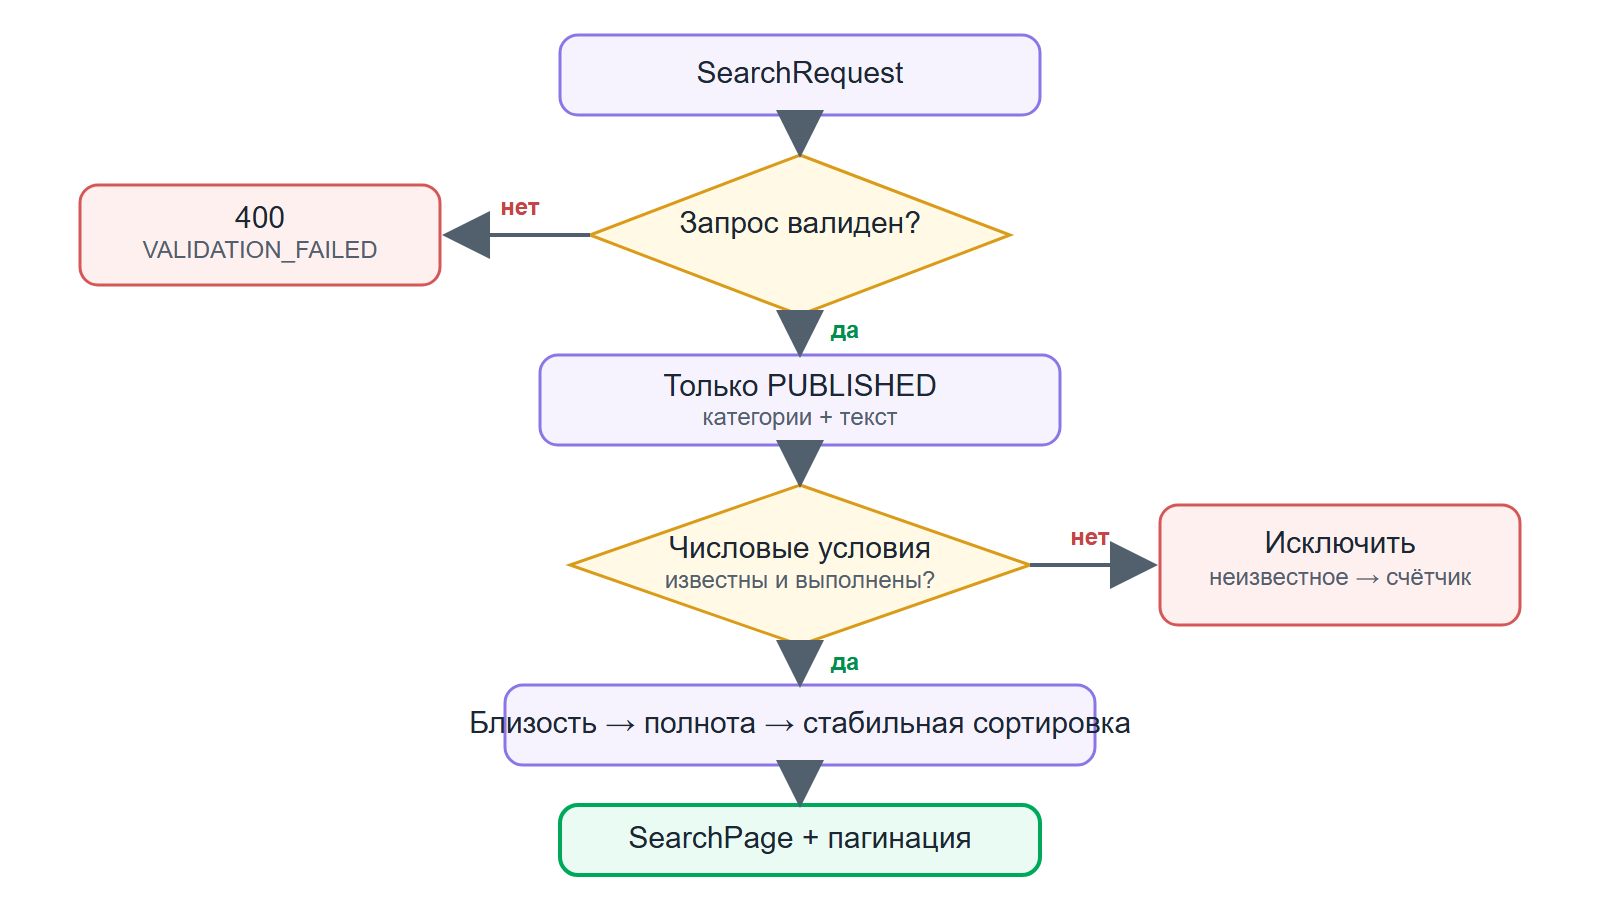 SearchRequest
Запрос валиден?
нет
400
VALIDATION_FAILED
да
Только PUBLISHED
категории + текст
Числовые условия
известны и выполнены?
нет
Исключить
неизвестное → счётчик
да
Близость → полнота → стабильная сортировка
SearchPage + пагинация